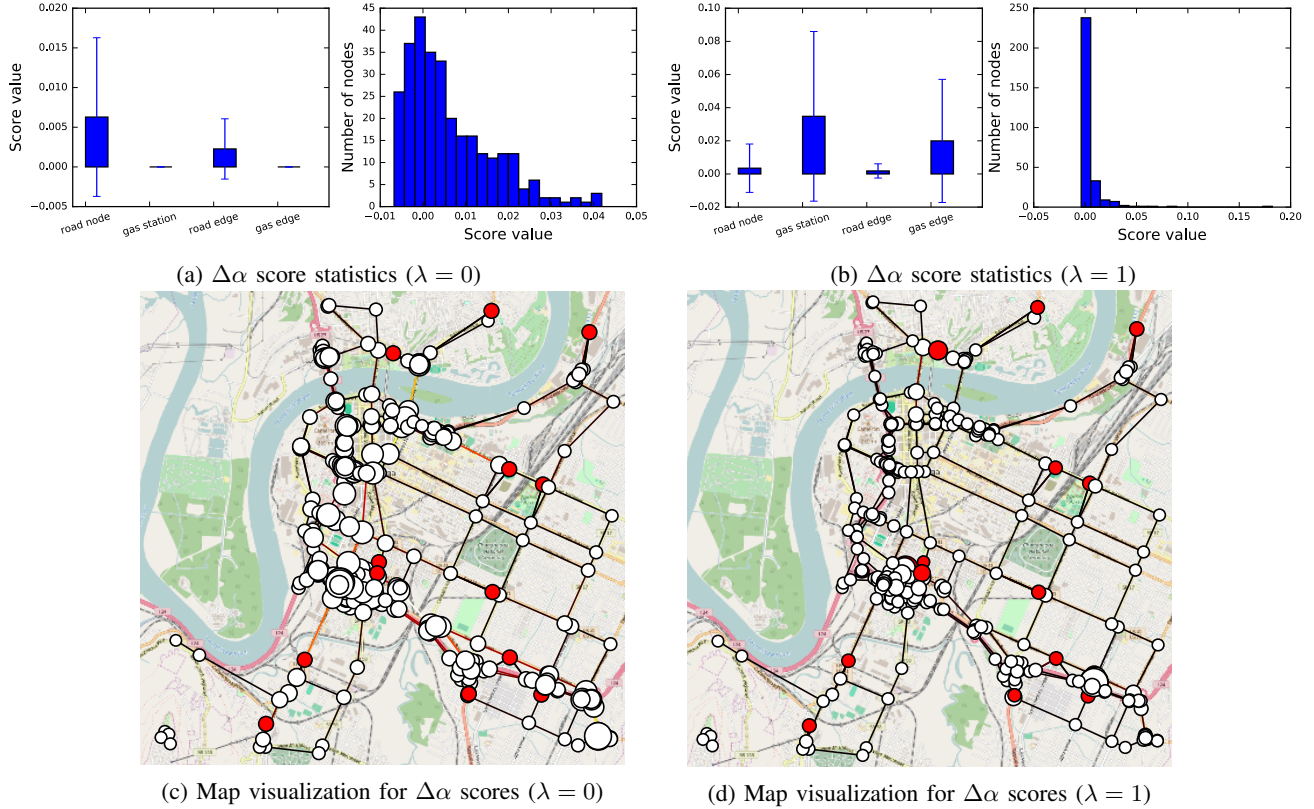 0.020
0.015
0.010
0.005
0.000
−0.005
Score value
road node
gas station
road edge
gas edge
45
40
35
30
25
20
15
10
5
0
Number of nodes
−0.01
0.00
0.01
0.02
0.03
0.04
0.05
Score value
0.10
0.08
0.06
0.04
0.02
0.00
−0.02
Score value
road node
gas station
road edge
gas edge
250
200
150
100
50
0
Number of nodes
−0.05
0.00
0.05
0.10
0.15
0.20
Score value
(a) Δα score statistics (λ = 0)
(b) Δα score statistics (λ = 1)
(c) Map visualization for Δα scores (λ = 0)
(d) Map visualization for Δα scores (λ = 1)